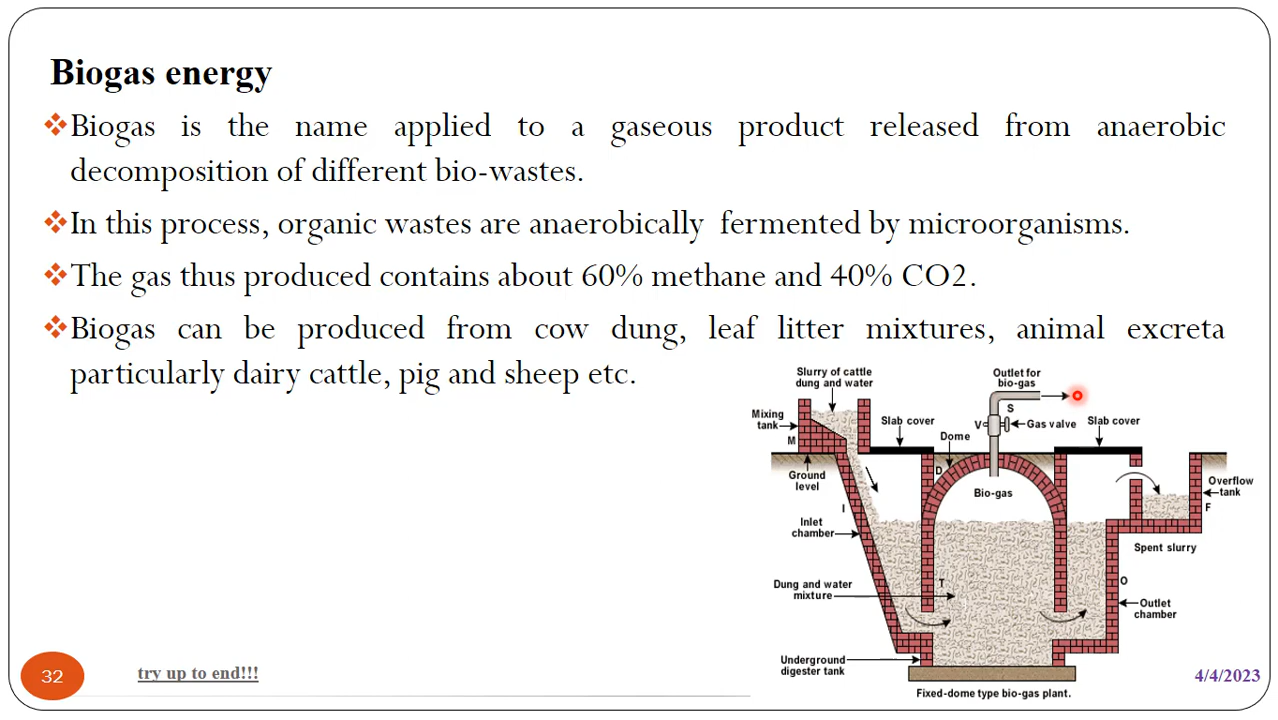 Biogas energy
❖Biogas is the name applied to a gaseous product released from anaerobic
decomposition of different bio-wastes.
❖In this process, organic wastes are anaerobically fermented by microorganisms.
❖The gas thus produced contains about 60% methane and 40% CO2.
❖Biogas can be produced from cow dung, leaf litter mixtures, animal excreta
particularly dairy cattle, pig and sheep etc.
Slurry of cattle
dung and water
Outlet for
bio-gas
S
Mixing
tank
M
Slab cover
V
Gas valve
Slab cover
Dome
D
Ground
level
Bio-gas
Overflow
tank
F
I
Inlet
chamber
Spent slurry
Dung and water
mixture
T
O
Outlet
chamber
Underground
digester tank
Fixed-dome type bio-gas plant.
32
try up to end!!!
4/4/2023